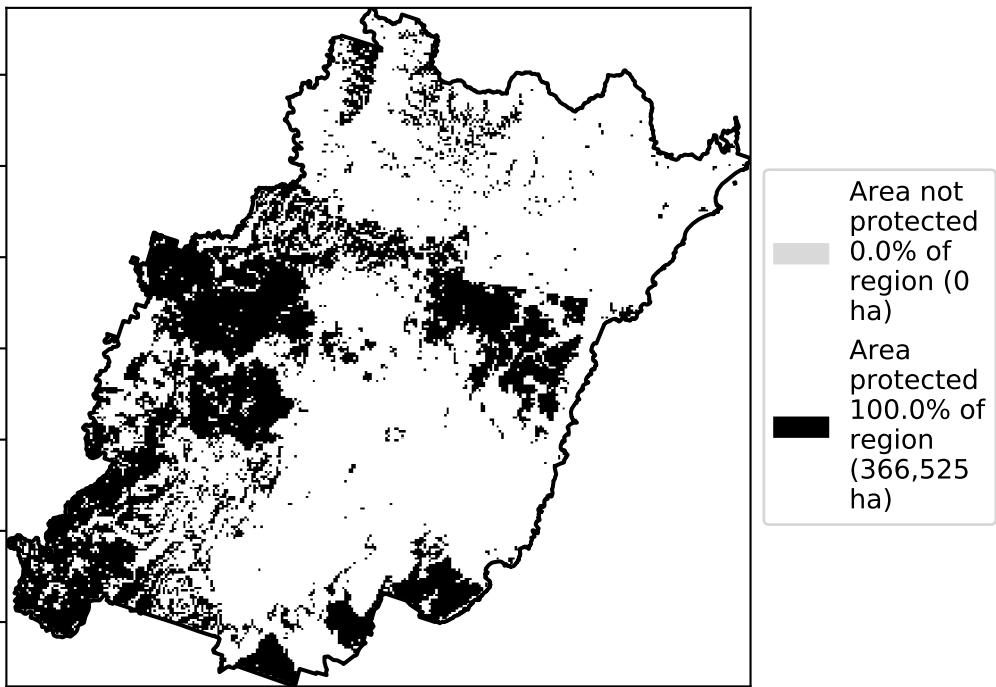 Area not
protected
0.0% of
region (0
ha)
Area
protected
100.0% of
region
(366,525
ha)